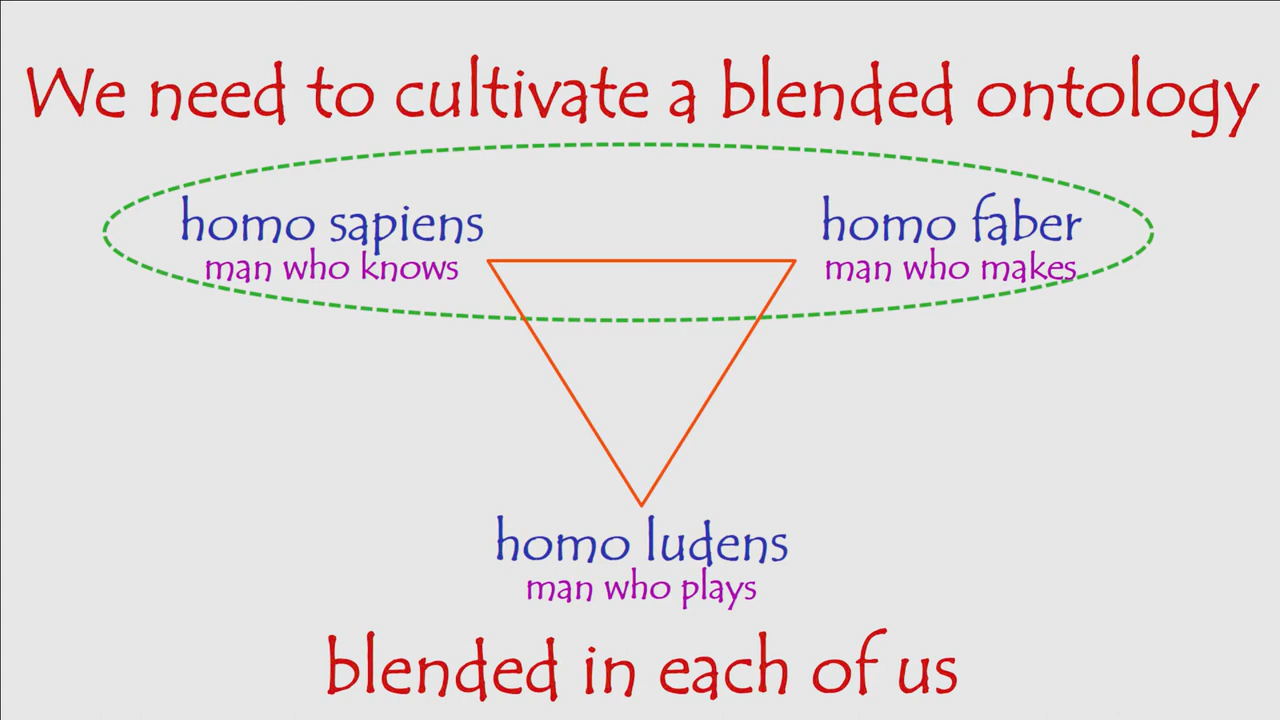 We need to cultivate a blended ontology
homo sapiens
man who knows
homo faber
man who makes
homo ludens
man who plays
blended in each of us